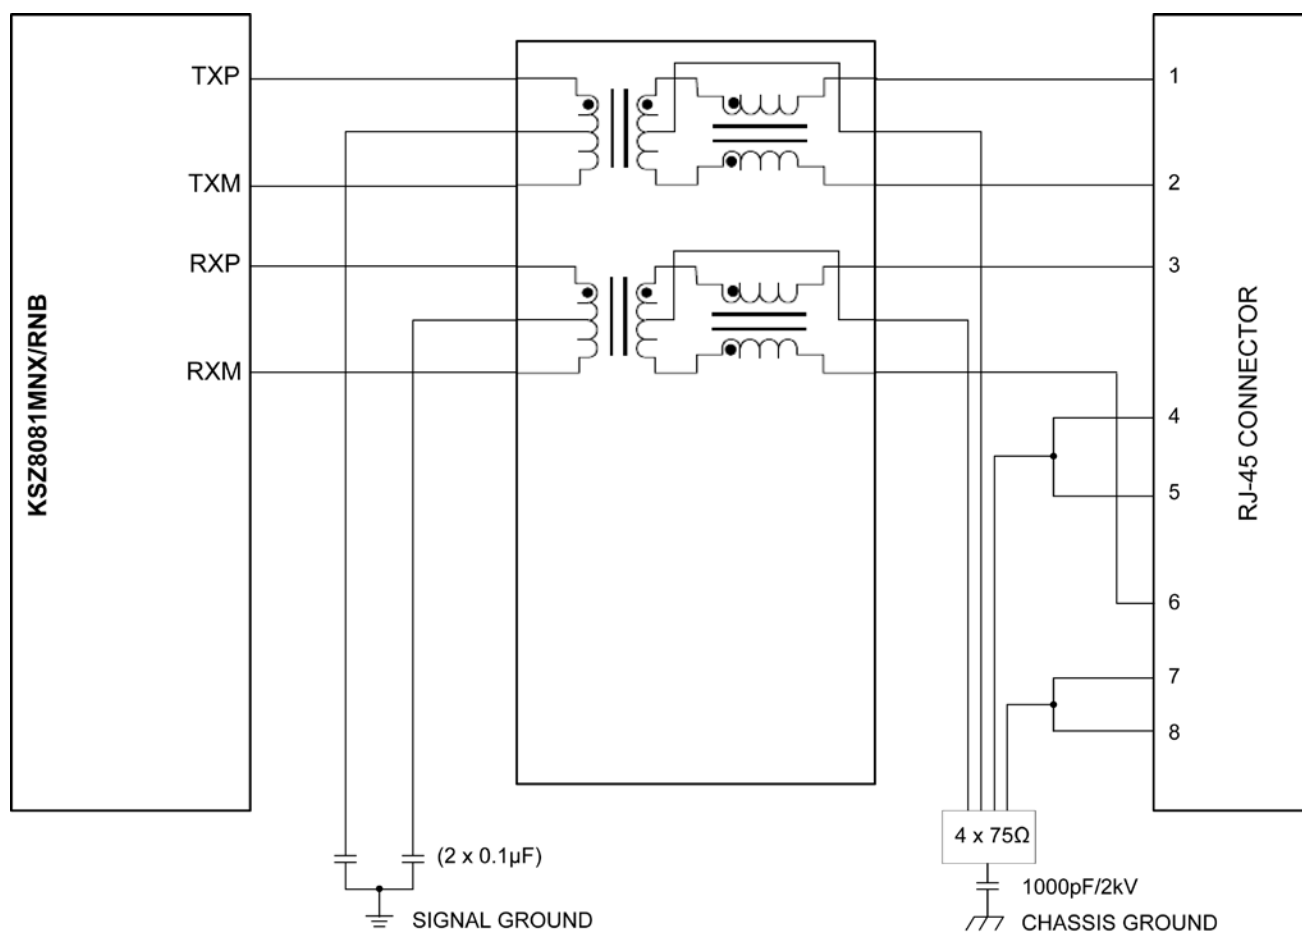 KSZ8081MNX/RNB
TXP
TXM
RXP
RXM
1
2
3
4
5
6
7
8
RJ-45 CONNECTOR
(2 x 0.1µF)
SIGNAL GROUND
4 x 75Ω
1000pF/2kV
CHASSIS GROUND